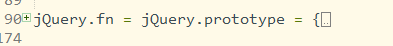 89
90 jQuery.fn = jQuery.prototype = {…
174